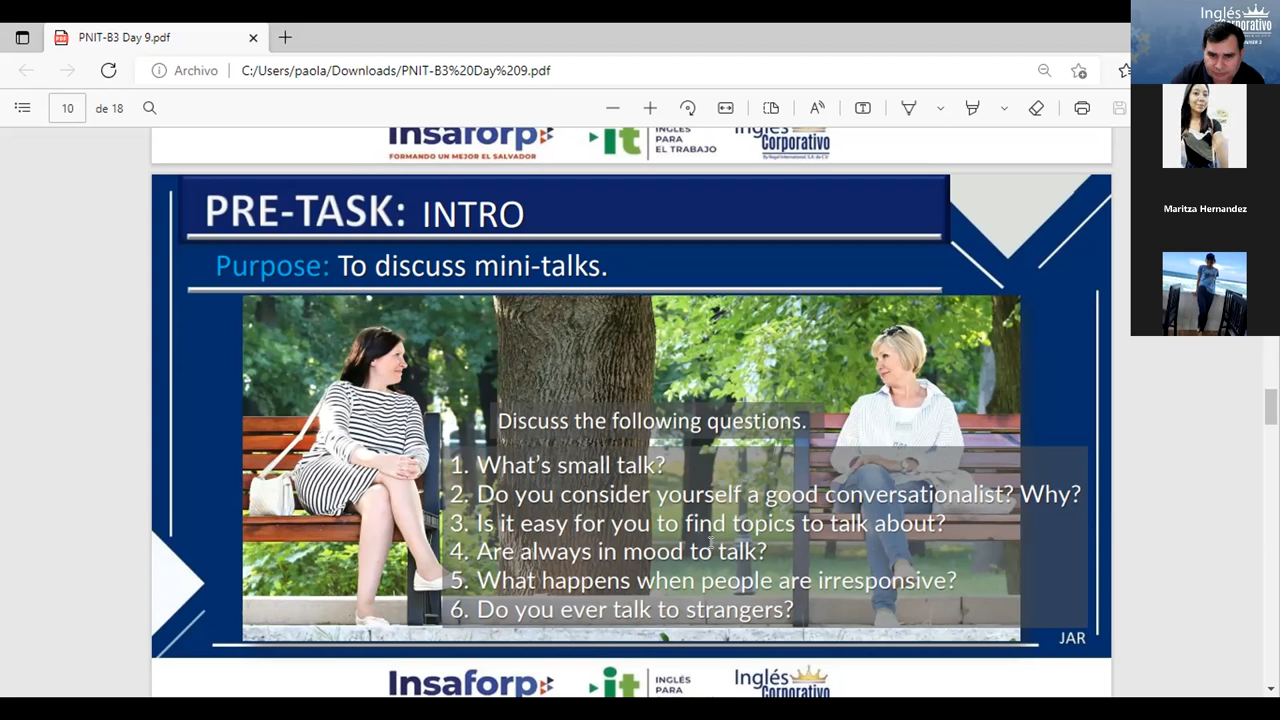 PNIT-B3 Day 9.pdf
Archivo
C:/Users/paola/Downloads/PNIT-B3%20Day%209.pdf
10
de 18
Insaforp
FORMANDO UN MEJOR EL SALVADOR
it
INGLÉS
PARA
EL TRABAJO
Inglés
Corporativo
PRE-TASK: INTRO
Purpose: To discuss mini-talks.
Discuss the following questions.
1. What's small talk?
2. Do you consider yourself a good conversationalist? Why?
3. Is it easy for you to find topics to talk about?
4. Are always in mood to talk?
5. What happens when people are irresponsive?
6. Do you ever talk to strangers?
JAR
Insaforp
it
INGLÉS
PARA
Inglés
Corporativo
Inglés
Corporativo
Maritza Hernandez